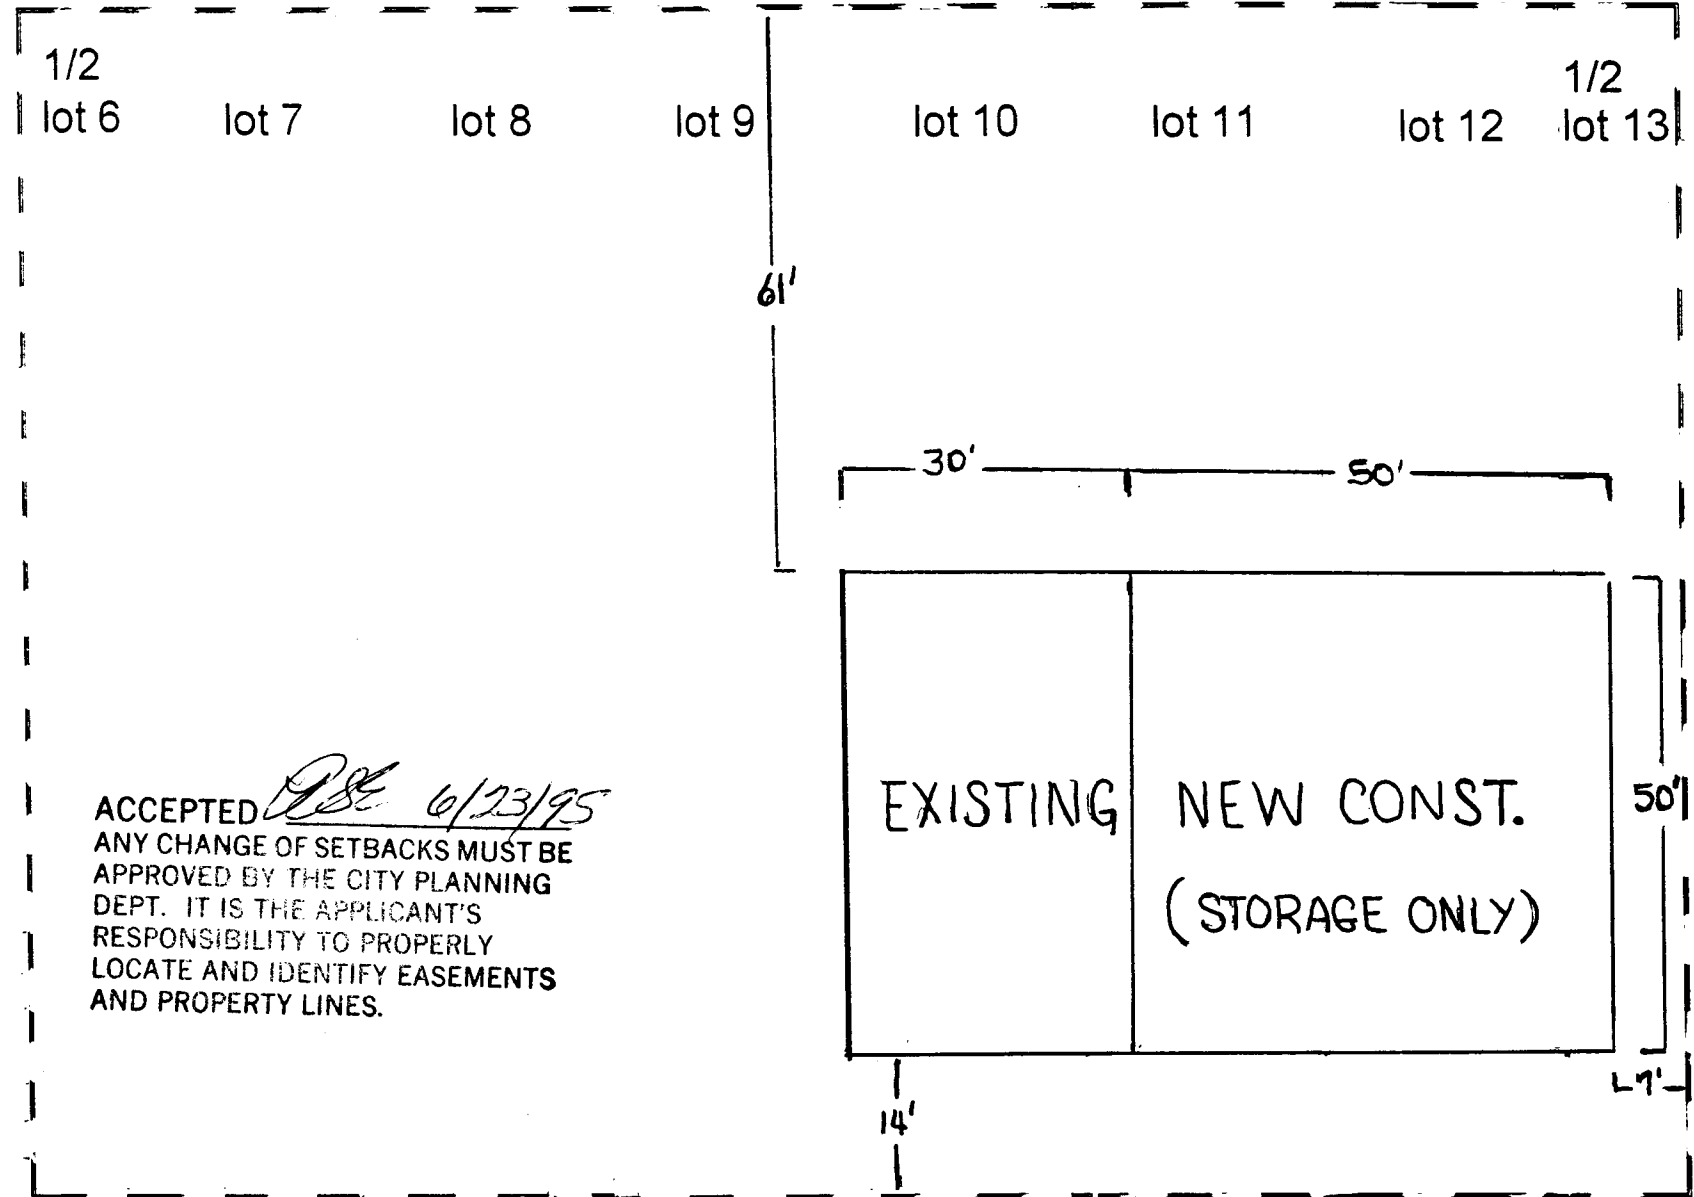 1/2
1/2
lot 6 lot 7 lot 8 lot 9 lot 10 lot 11 lot 12 lot 13
61'
30' 50'
EXISTING
NEW CONST.
(STORAGE ONLY)
50'
ACCEPTED 6/23/95
ANY CHANGE OF SETBACKS MUST BE
APPROVED BY THE CITY PLANNING
DEPT. IT IS THE APPLICANT'S
RESPONSIBILITY TO PROPERLY
LOCATE AND IDENTIFY EASEMENTS
AND PROPERTY LINES.
7'
14'